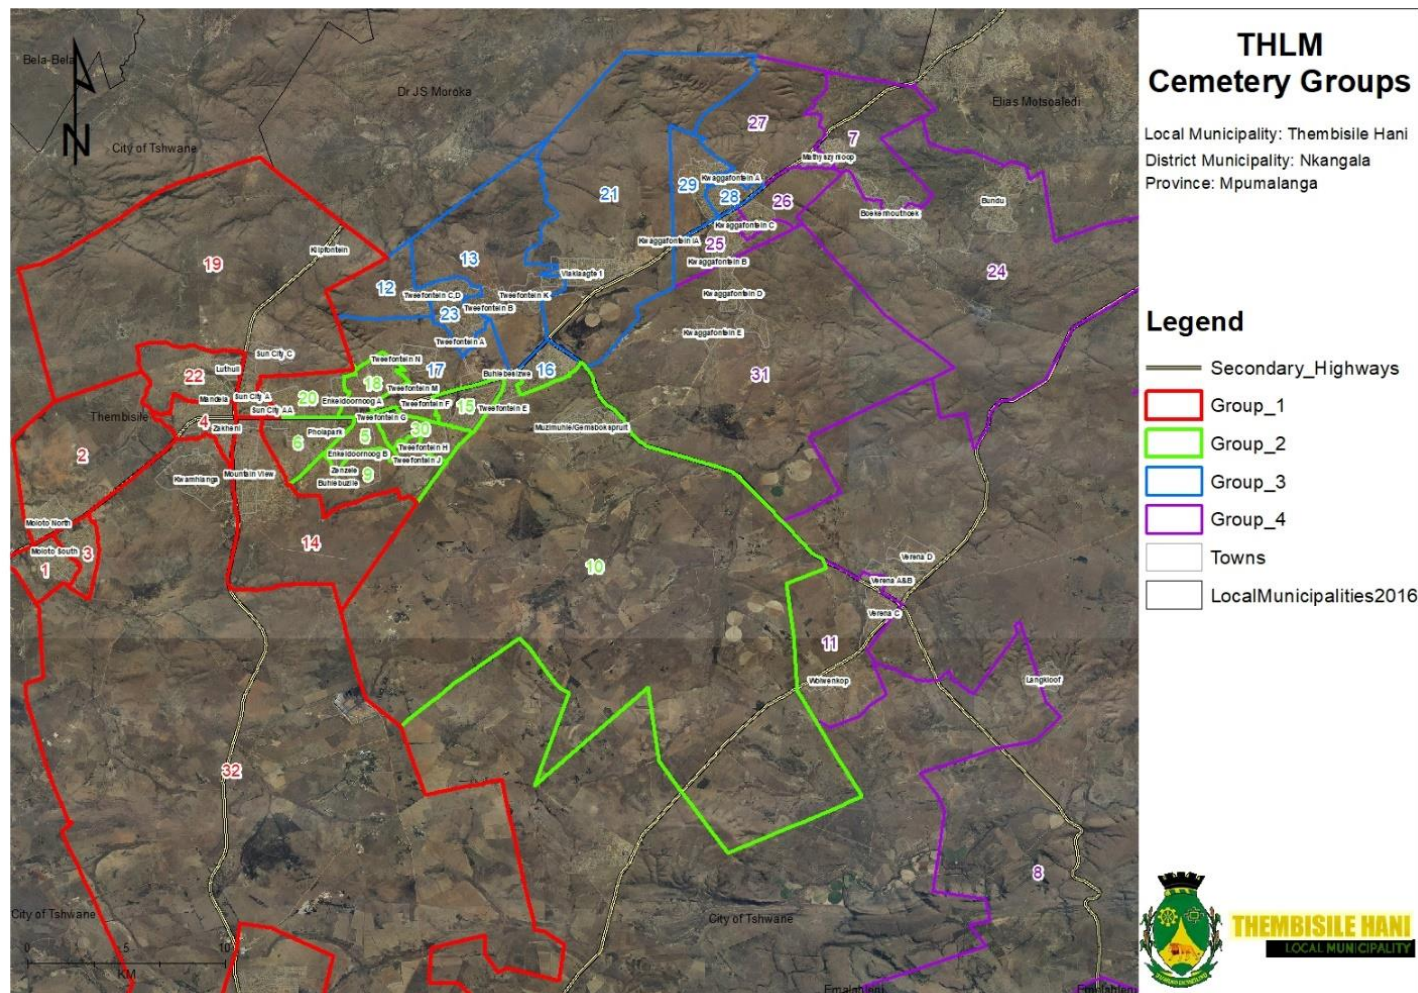 THLM
Cemetery Groups
Local Municipality: Thembisile Hani
District Municipality: Nkangala
Province: Mpumalanga
Legend
Secondary_Highways
Group_1
Group_2
Group_3
Group_4
Towns
LocalMunicipalities2016
THEMBISILE HANI
LOCAL MUNICIPALITY
Bela-Bela
N
Dr JS Moroka
Elias Motsoaledi
City of Tshwane
27
7
Mathyszynloop
Kwaggafontein A
29
28
21
26
Bundu
Boekenhouthoek
Kwaggafontein C
Kwaggafontein IA
25
Klipfontein
19
13
Kwaggafontein B
Vlaklaagte 1
24
12
Tweefontein C,D
Tweefontein K
Kwaggafontein D
23
Tweefontein B
Kwaggafontein E
Tweefontein A
Sun City C
Tweefontein N
Luthuli
17
Buhlebesizwe
16
22
18
31
Tweefontein M
Mandela
Sun City A
20
Enkeldoornoog A
Tweefontein F
15
Tweefontein E
Sun City AA
Thembisile
4
Tweefontein G
Zakheni
Pholapark
5
30
Muzimuhle/Gemsbokspruit
6
Tweefontein H
2
Enkeldoornoog B
Tweefontein J
Kwamhlanga
Mountain View
Zenzele
9
Buhlebuzile
Moloto North
14
Moloto South
3
1
10
Verena D
Verena A&B
Verena C
11
Wolwenkop
Langkloof
32
8
City of Tshwane
City of Tshwane
0
5
10
KM
Emalahleni
Emalahleni